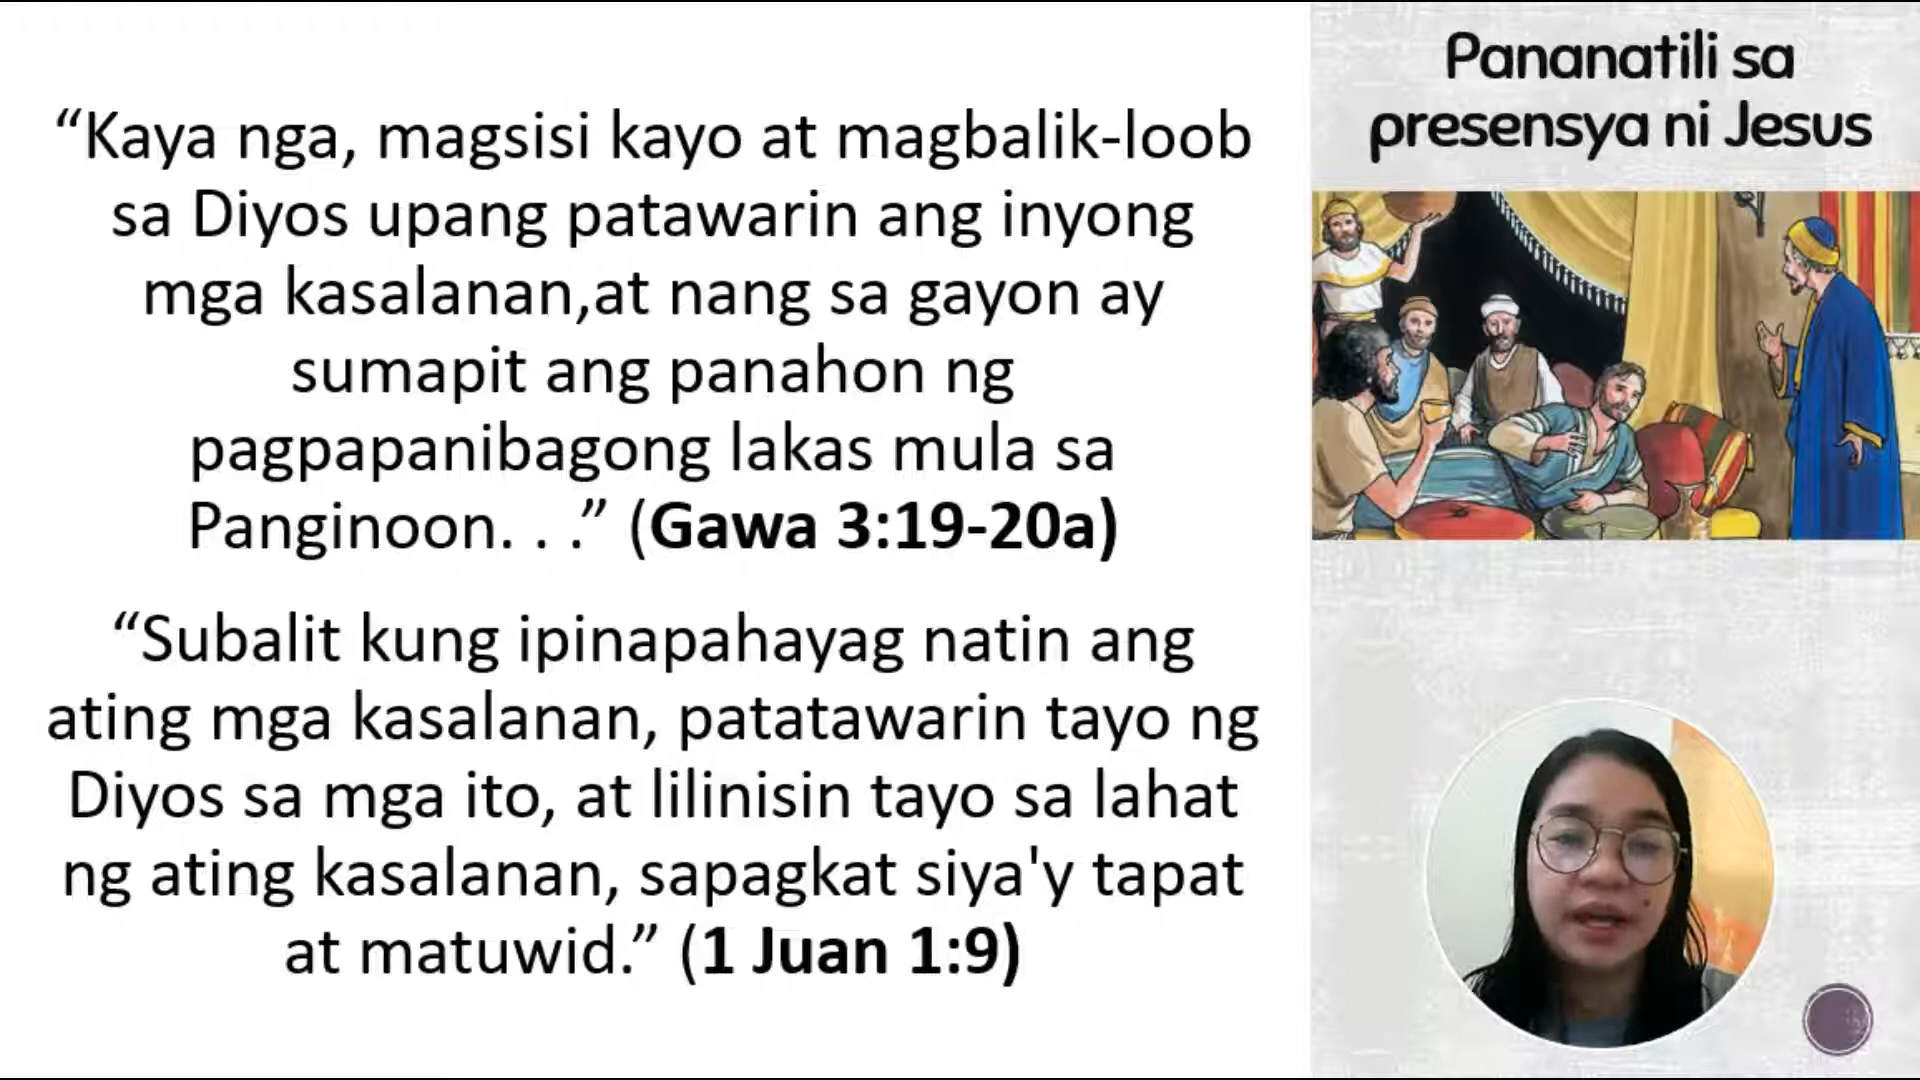 “Kaya nga, magsisi kayo at magbalik-loob
sa Diyos upang patawarin ang inyong
mga kasalanan,at nang sa gayon ay
sumapit ang panahon ng
pagpapanibagong lakas mula sa
Panginoon. . .” (Gawa 3:19-20a)
“Subalit kung ipinapahayag natin ang
ating mga kasalanan, patatawarin tayo ng
Diyos sa mga ito, at lilinisin tayo sa lahat
ng ating kasalanan, sapagkat siya'y tapat
at matuwid.” (1 Juan 1:9)
Pananatili sa
presensya ni Jesus